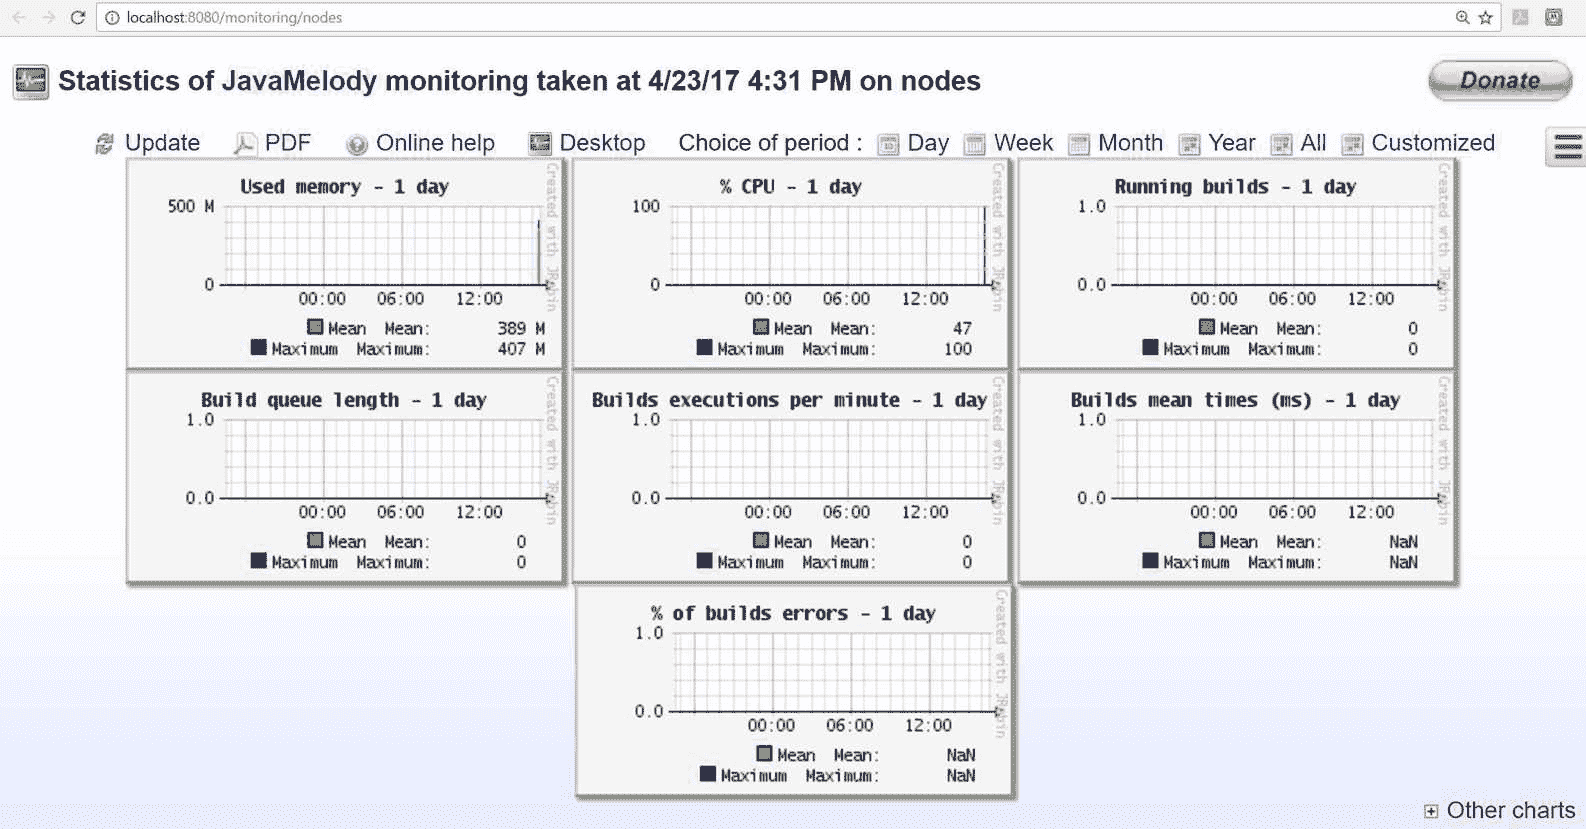 localhost:8080/monitoring/nodes
Statistics of JavaMelody monitoring taken at 4/23/17 4:31 PM on nodes
Donate
Update PDF Online help Desktop Choice of period : Day Week Month Year All Customized
Used memory - 1 day
500 M
0
00:00 06:00 12:00
Mean Mean: 389 M
Maximum Maximum: 407 M
Created with JRobin
% CPU - 1 day
100
0
00:00 06:00 12:00
Mean Mean: 47
Maximum Maximum: 100
Created with JRobin
Running builds - 1 day
1.0
0.0
00:00 06:00 12:00
Mean Mean: 0
Maximum Maximum: 0
Created with JRobin
Build queue length - 1 day
1.0
0.0
00:00 06:00 12:00
Mean Mean: 0
Maximum Maximum: 0
Created with JRobin
Builds executions per minute - 1 day
1.0
0.0
00:00 06:00 12:00
Mean Mean: 0
Maximum Maximum: 0
Created with JRobin
Builds mean times (ms) - 1 day
1.0
0.0
00:00 06:00 12:00
Mean Mean: NaN
Maximum Maximum: NaN
Created with JRobin
% of builds errors - 1 day
1.0
0.0
00:00 06:00 12:00
Mean Mean: NaN
Maximum Maximum: NaN
Created with JRobin
Other charts